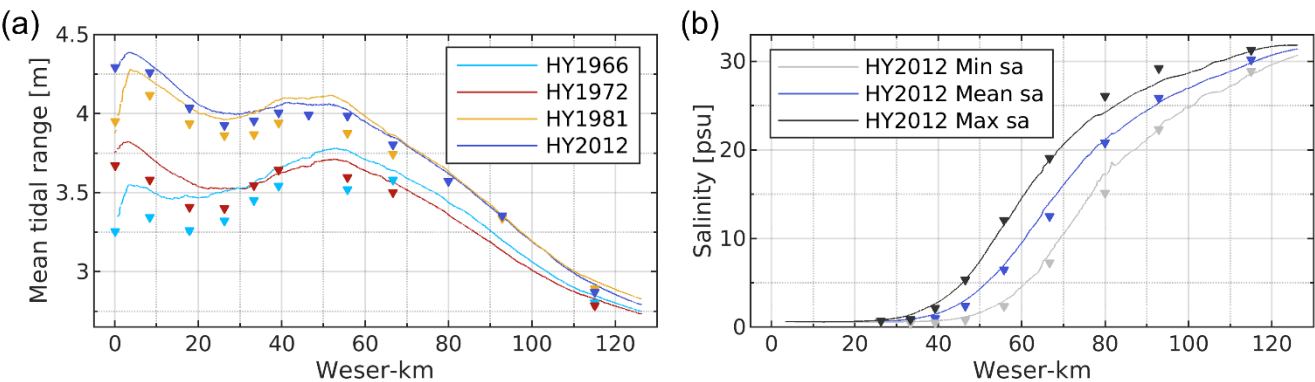 (a)
Mean tidal range [m]
4.5
4
3.5
3
0 20 40 60 80 100 120
Weser-km
HY1966
HY1972
HY1981
HY2012
(b)
Salinity [psu]
30
20
10
0
0 20 40 60 80 100 120
Weser-km
HY2012 Min sa
HY2012 Mean sa
HY2012 Max sa